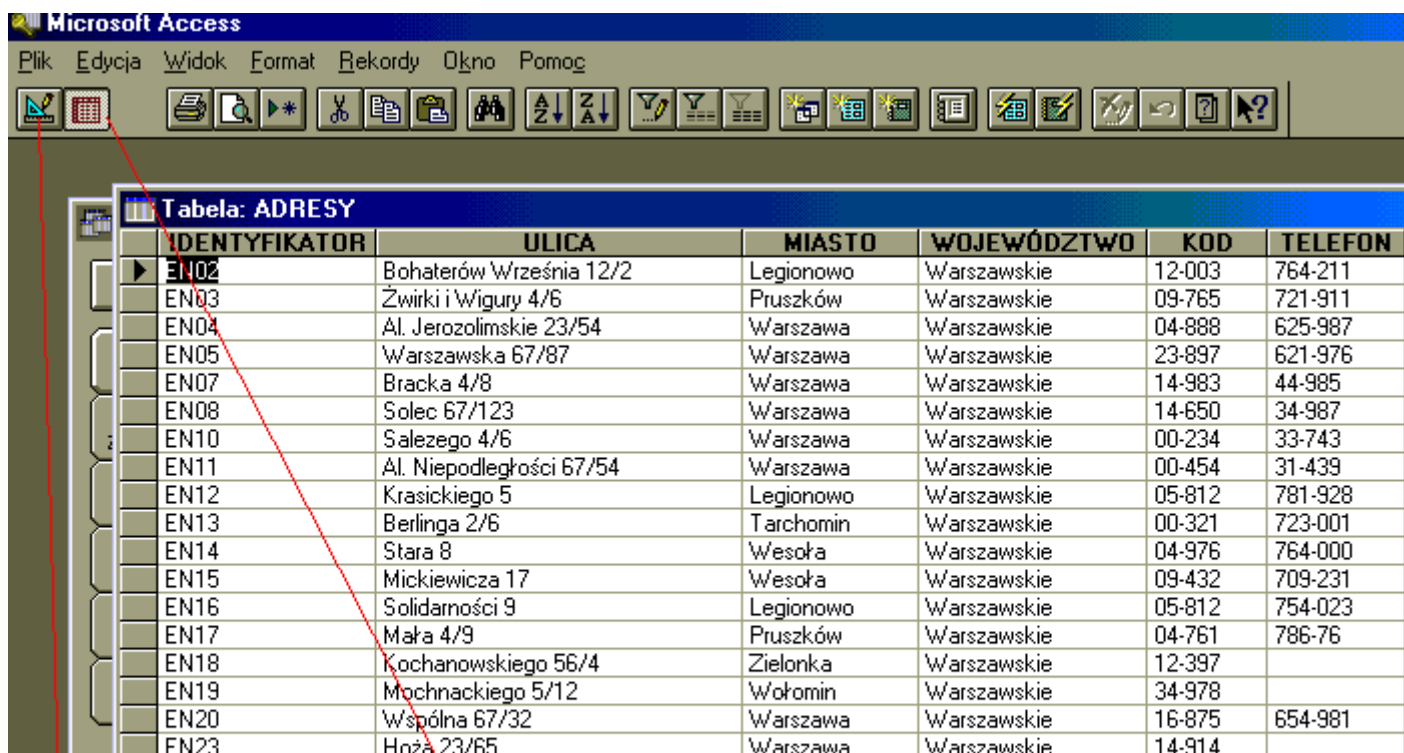 Microsoft Access
Plik Edycja Widok Format Rekordy Okno Pomoc
Tabela: ADRESY
IDENTYFIKATOR ULICA MIASTO WOJEWÓDZTWO KOD TELEFON
EN02 Bohaterów Września 12/2 Legionowo Warszawskie 12-003 764-211
EN03 Żwirki i Wigury 4/6 Pruszków Warszawskie 09-765 721-911
EN04 Al. Jerozolimskie 23/54 Warszawa Warszawskie 04-888 625-987
EN05 Warszawska 67/87 Warszawa Warszawskie 23-897 621-976
EN07 Bracka 4/8 Warszawa Warszawskie 14-983 44-985
EN08 Solec 67/123 Warszawa Warszawskie 14-650 34-987
EN10 Salezego 4/6 Warszawa Warszawskie 00-234 33-743
EN11 Al. Niepodległości 67/54 Warszawa Warszawskie 00-454 31-439
EN12 Krasickiego 5 Legionowo Warszawskie 05-812 781-928
EN13 Berlinga 2/6 Tarchomin Warszawskie 00-321 723-001
EN14 Stara 8 Wesoła Warszawskie 04-976 764-000
EN15 Mickiewicza 17 Wesoła Warszawskie 09-432 709-231
EN16 Solidarności 9 Legionowo Warszawskie 05-812 754-023
EN17 Mała 4/9 Pruszków Warszawskie 04-761 786-76
EN18 Kochanowskiego 56/4 Zielonka Warszawskie 12-397
EN19 Mochnackiego 5/12 Wołomin Warszawskie 34-978
EN20 Wspólna 67/32 Warszawa Warszawskie 16-875 654-981
EN23 Hoża 23/65 Warszawa Warszawskie 14-914